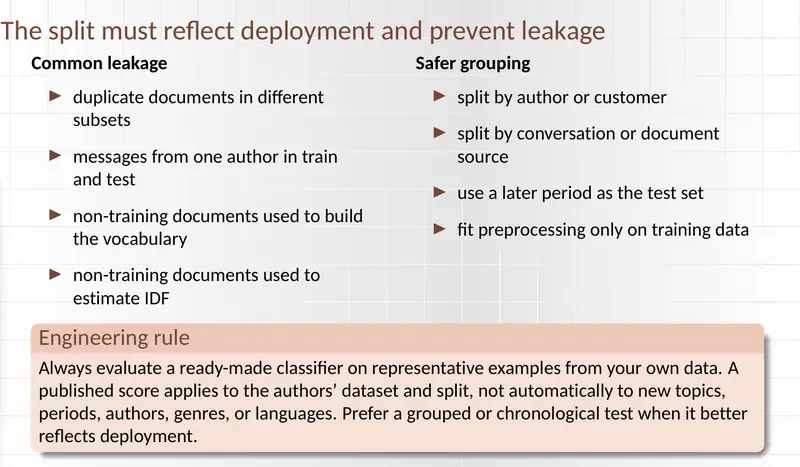 The split must reflect deployment and prevent leakage
Common leakage
duplicate documents in different
subsets
messages from one author in train
and test
non-training documents used to build
the vocabulary
non-training documents used to
estimate IDF
Safer grouping
split by author or customer
split by conversation or document
source
use a later period as the test set
fit preprocessing only on training data
Engineering rule
Always evaluate a ready-made classifier on representative examples from your own data. A
published score applies to the authors’ dataset and split, not automatically to new topics,
periods, authors, genres, or languages. Prefer a grouped or chronological test when it better
reflects deployment.